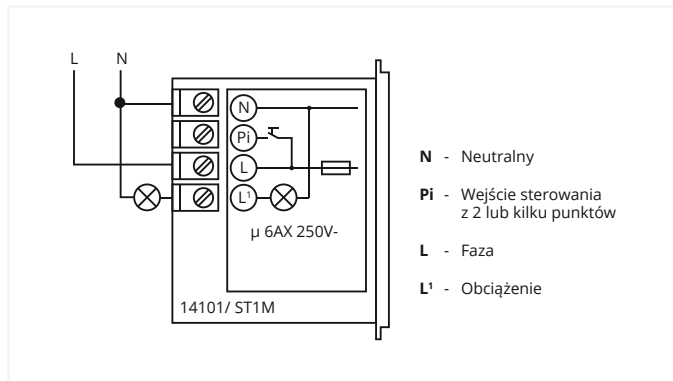 L N
N
Pi
L
L¹
µ 6AX 250V-
14101/ ST1M
N - Neutralny
Pi - Wejście sterowania
z 2 lub kilku punktów
L - Faza
L¹ - Obciążenie